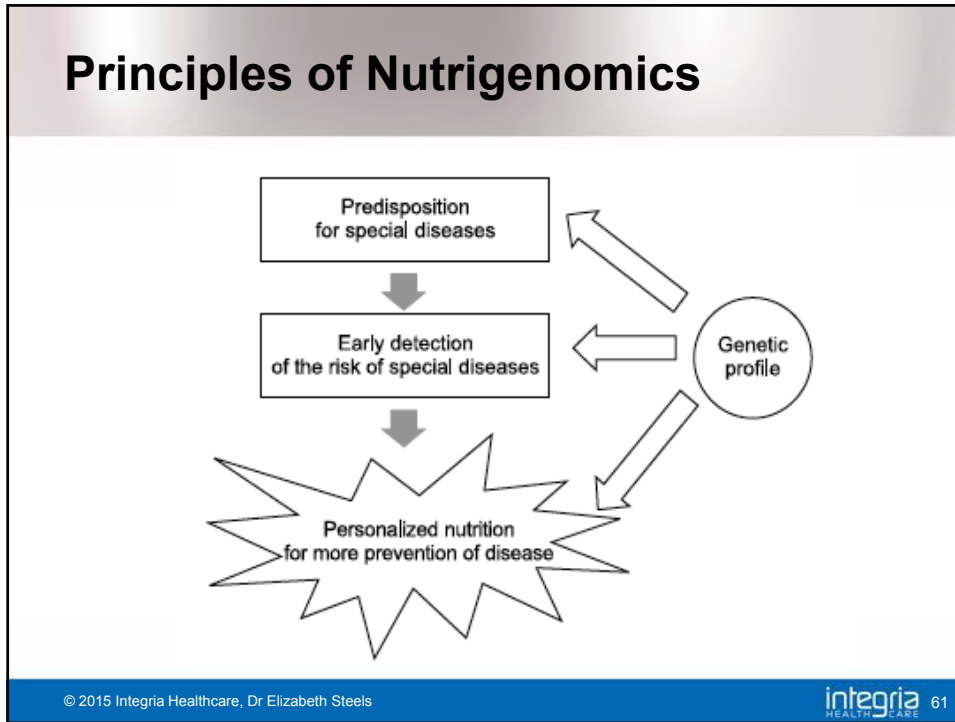 Principles of Nutrigenomics
Predisposition
for special diseases
Early detection
of the risk of special diseases
Genetic
profile
Personalized nutrition
for more prevention of disease
© 2015 Integria Healthcare, Dr Elizabeth Steels
integria
HEALTHCARE
61